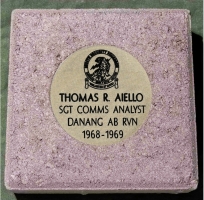 THOMAS R. AIELLO
SGT COMMS ANALYST
DANANG AB RVN
1968-1969